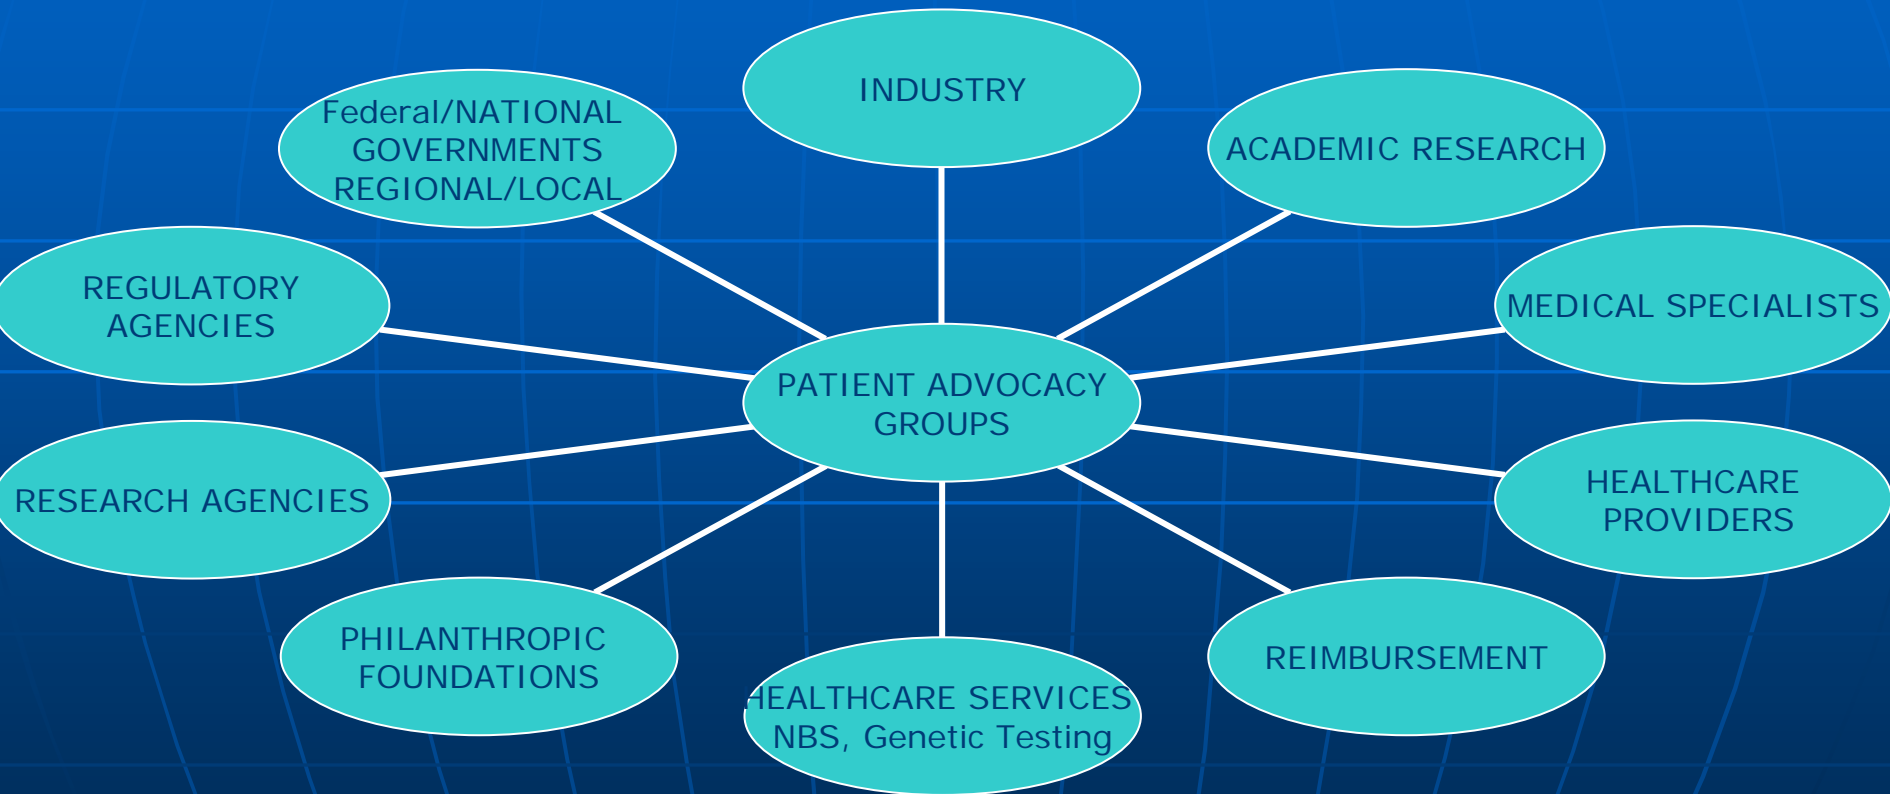 INDUSTRY
Federal/NATIONAL
GOVERNMENTS
REGIONAL/LOCAL
ACADEMIC RESEARCH
REGULATORY
AGENCIES
MEDICAL SPECIALISTS
PATIENT ADVOCACY
GROUPS
RESEARCH AGENCIES
HEALTHCARE
PROVIDERS
PHILANTHROPIC
FOUNDATIONS
REIMBURSEMENT
HEALTHCARE SERVICES
NBS, Genetic Testing